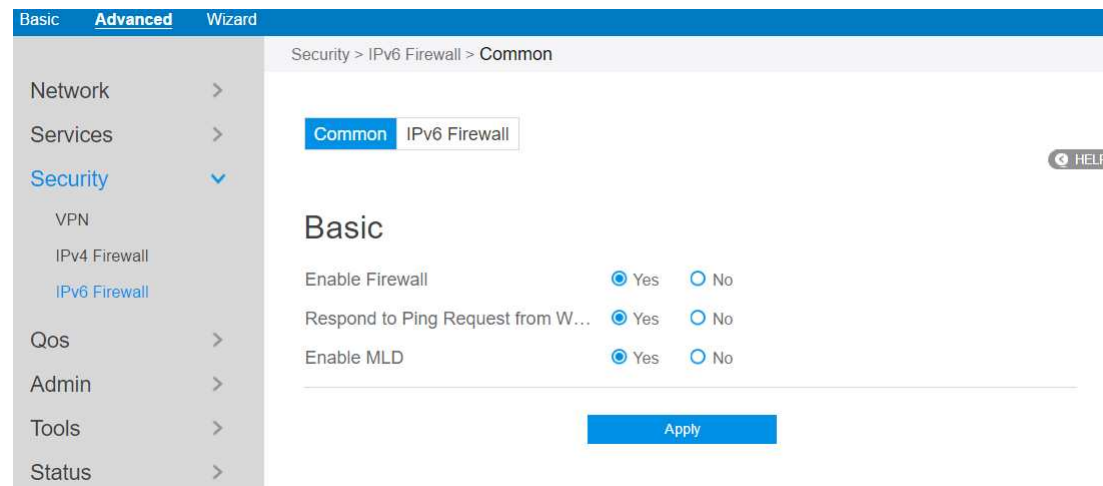 Basic Advanced Wizard
Security > IPv6 Firewall > Common
Network
Services
Security
VPN
IPv4 Firewall
IPv6 Firewall
Qos
Admin
Tools
Status
Common IPv6 Firewall
HELP
Basic
Enable Firewall Yes No
Respond to Ping Request from W... Yes No
Enable MLD Yes No
Apply